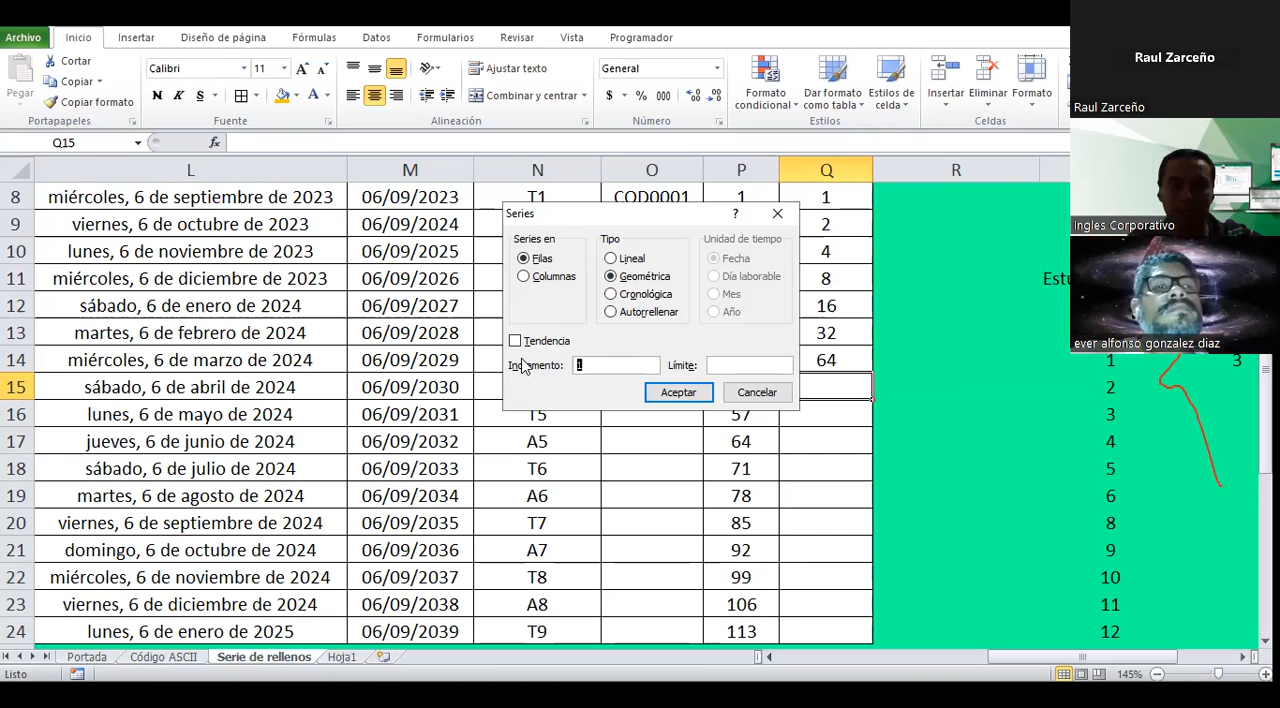 Archivo Inicio Insertar Diseño de página Fórmulas Datos Formularios Revisar Vista Programador
Pegar
Cortar
Copiar
Copiar formato
Portapapeles
Calibri 11
N K S
Fuente
Ajustar texto
Combinar y centrar
Alineación
General
$ % 000
Número
Formato condicional
Dar formato como tabla
Estilos de celda
Estilos
Insertar
Eliminar
Formato
Celdas
Raul Zarceño
Raul Zarceño
Ingles Corporativo
ever alfonso gonzalez diaz
Q15 fx
L M N O P Q R
8 miércoles, 6 de septiembre de 2023 06/09/2023 T1 COD0001 1 1
9 viernes, 6 de octubre de 2023 06/09/2024 2
10 lunes, 6 de noviembre de 2023 06/09/2025 4
11 miércoles, 6 de diciembre de 2023 06/09/2026 8
12 sábado, 6 de enero de 2024 06/09/2027 16
13 martes, 6 de febrero de 2024 06/09/2028 32
14 miércoles, 6 de marzo de 2024 06/09/2029 64 1 3
15 sábado, 6 de abril de 2024 06/09/2030 2
16 lunes, 6 de mayo de 2024 06/09/2031 T5 57 3
17 jueves, 6 de junio de 2024 06/09/2032 A5 64 4
18 sábado, 6 de julio de 2024 06/09/2033 T6 71 5
19 martes, 6 de agosto de 2024 06/09/2034 A6 78 6
20 viernes, 6 de septiembre de 2024 06/09/2035 T7 85 8
21 domingo, 6 de octubre de 2024 06/09/2036 A7 92 9
22 miércoles, 6 de noviembre de 2024 06/09/2037 T8 99 10
23 viernes, 6 de diciembre de 2024 06/09/2038 A8 106 11
24 lunes, 6 de enero de 2025 06/09/2039 T9 113 12
Series ?
Series en
Filas
Columnas
Tipo
Lineal
Geométrica
Cronológica
Autorrellenar
Unidad de tiempo
Fecha
Día laborable
Mes
Año
Tendencia
Incremento: 1 Límite:
Aceptar Cancelar
Portada Código ASCII Serie de rellenos Hoja1
Listo 145%